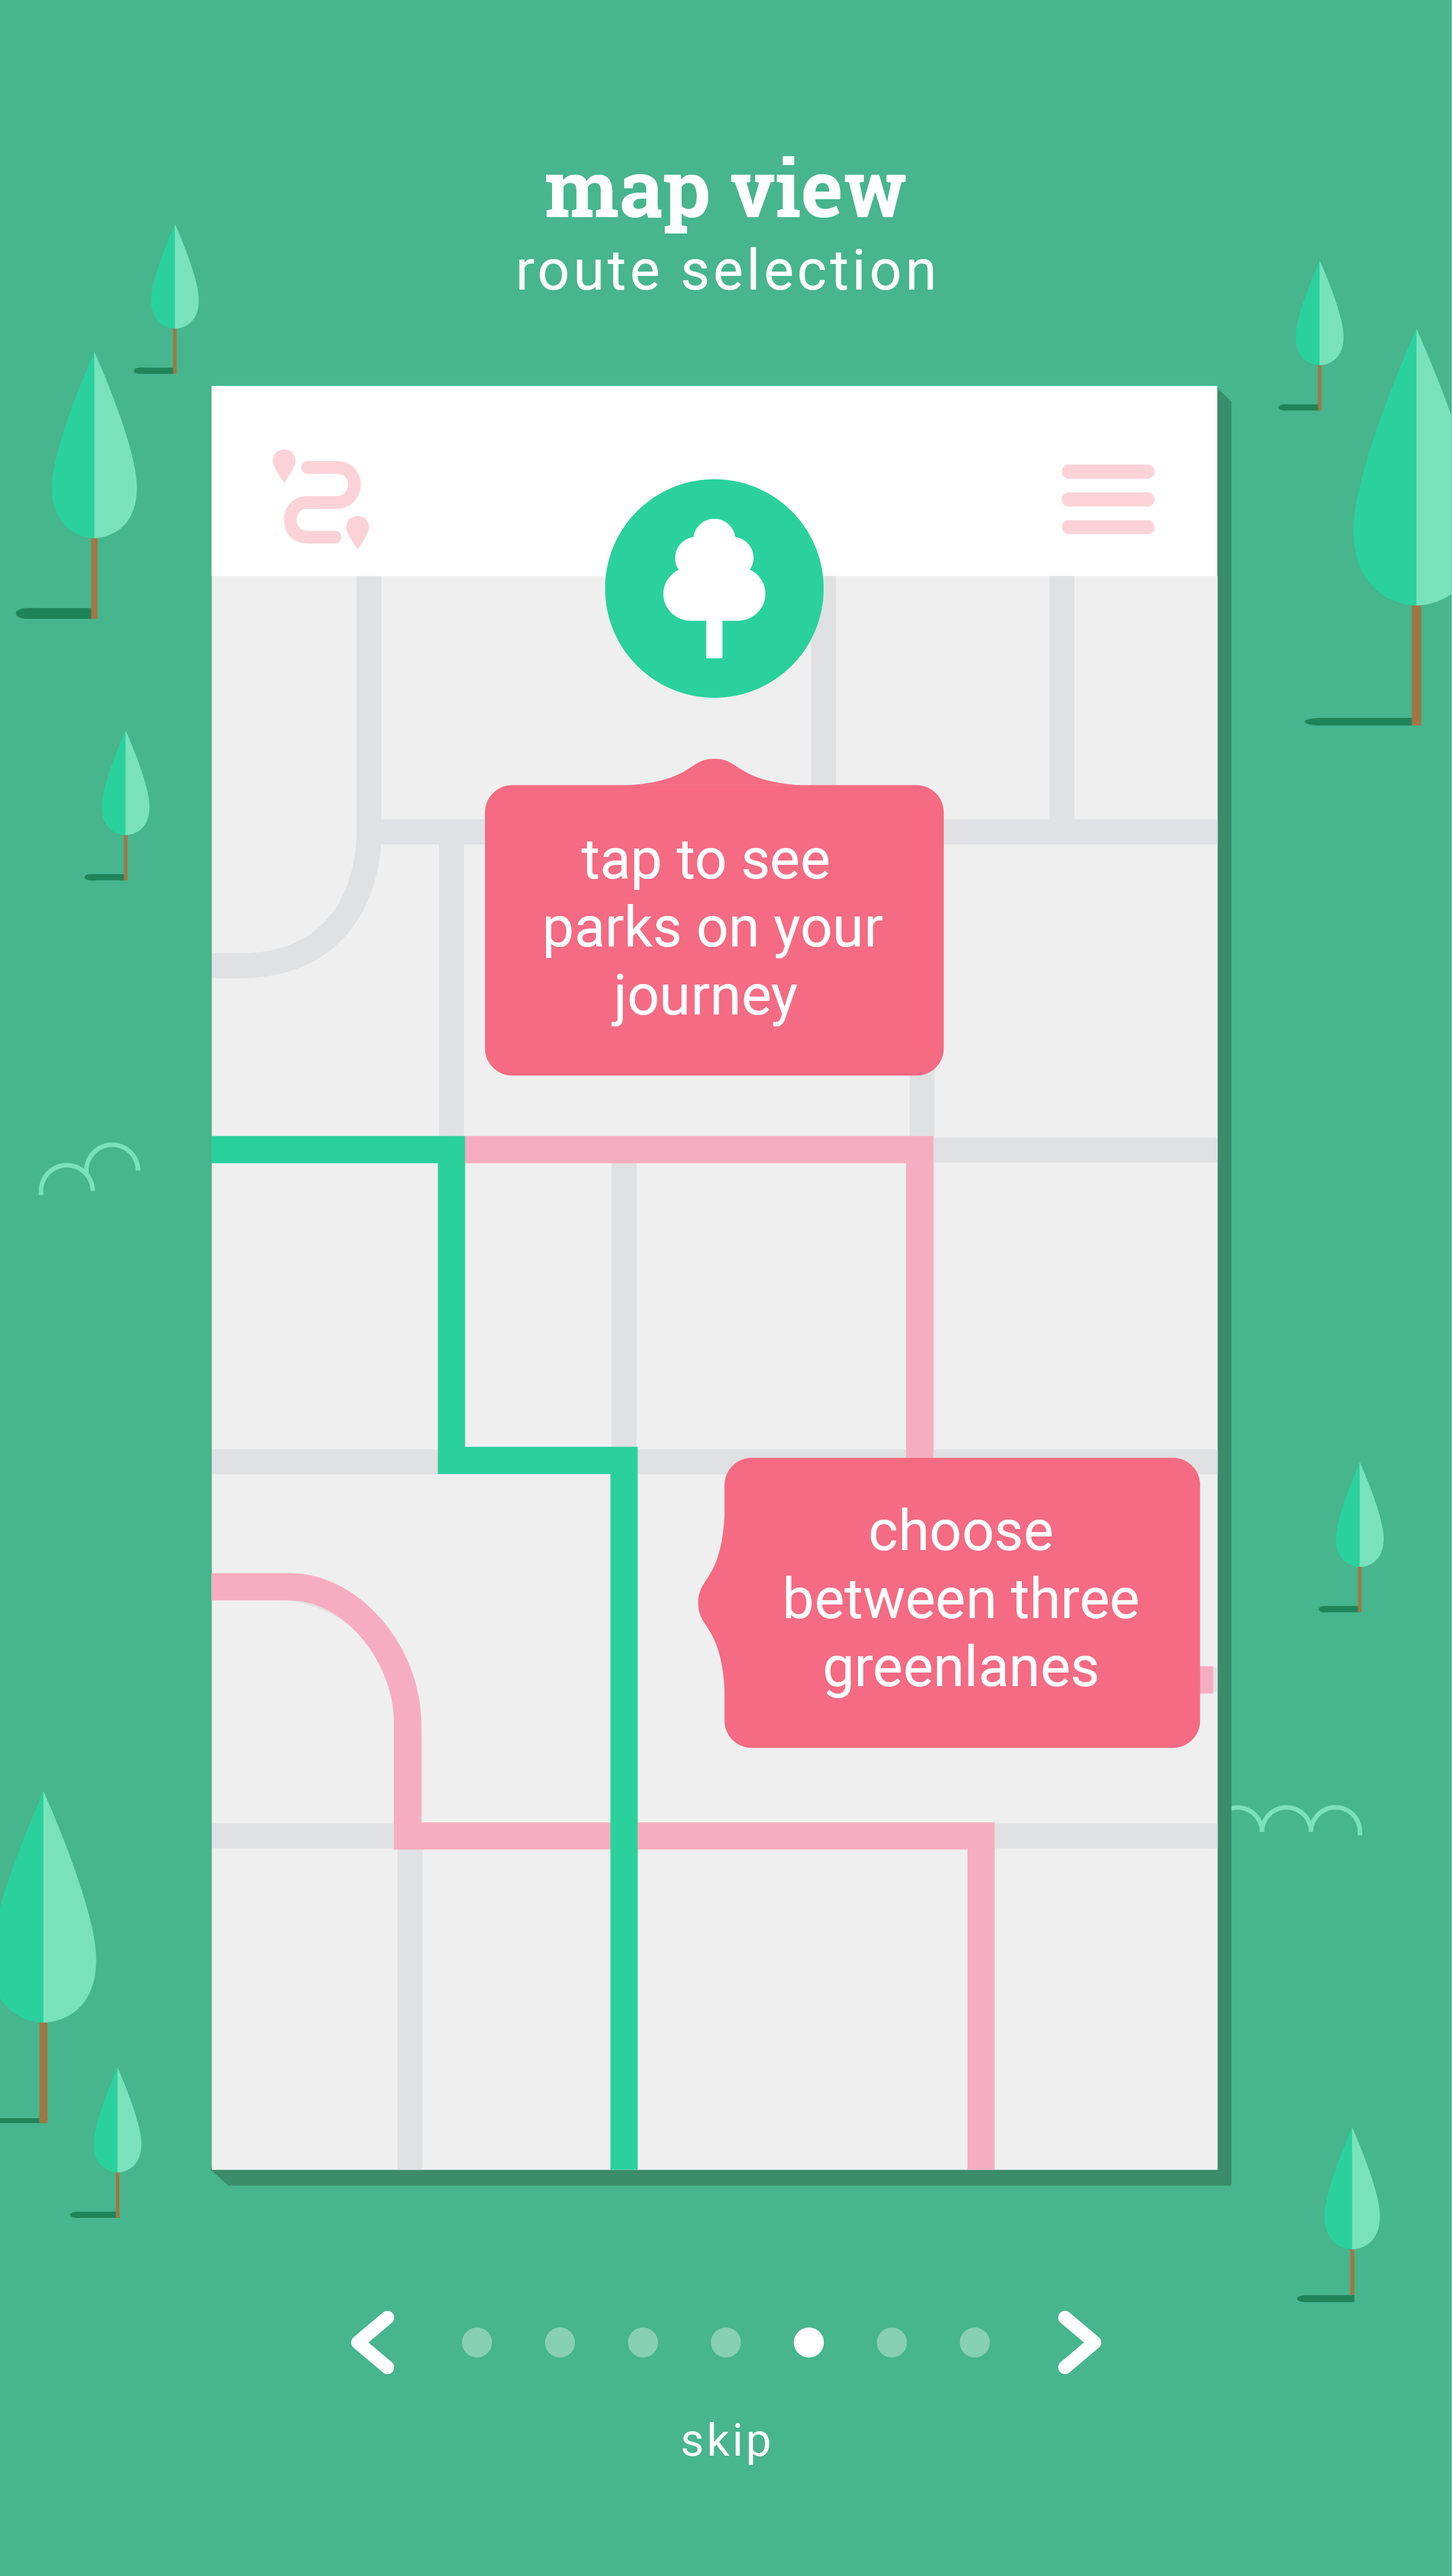 map view
route selection
tap to see
parks on your
journey
choose
between three
greenlanes
skip